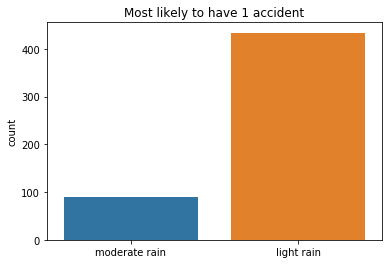 Most likely to have 1 accident
count
400
300
200
100
0
moderate rain
light rain